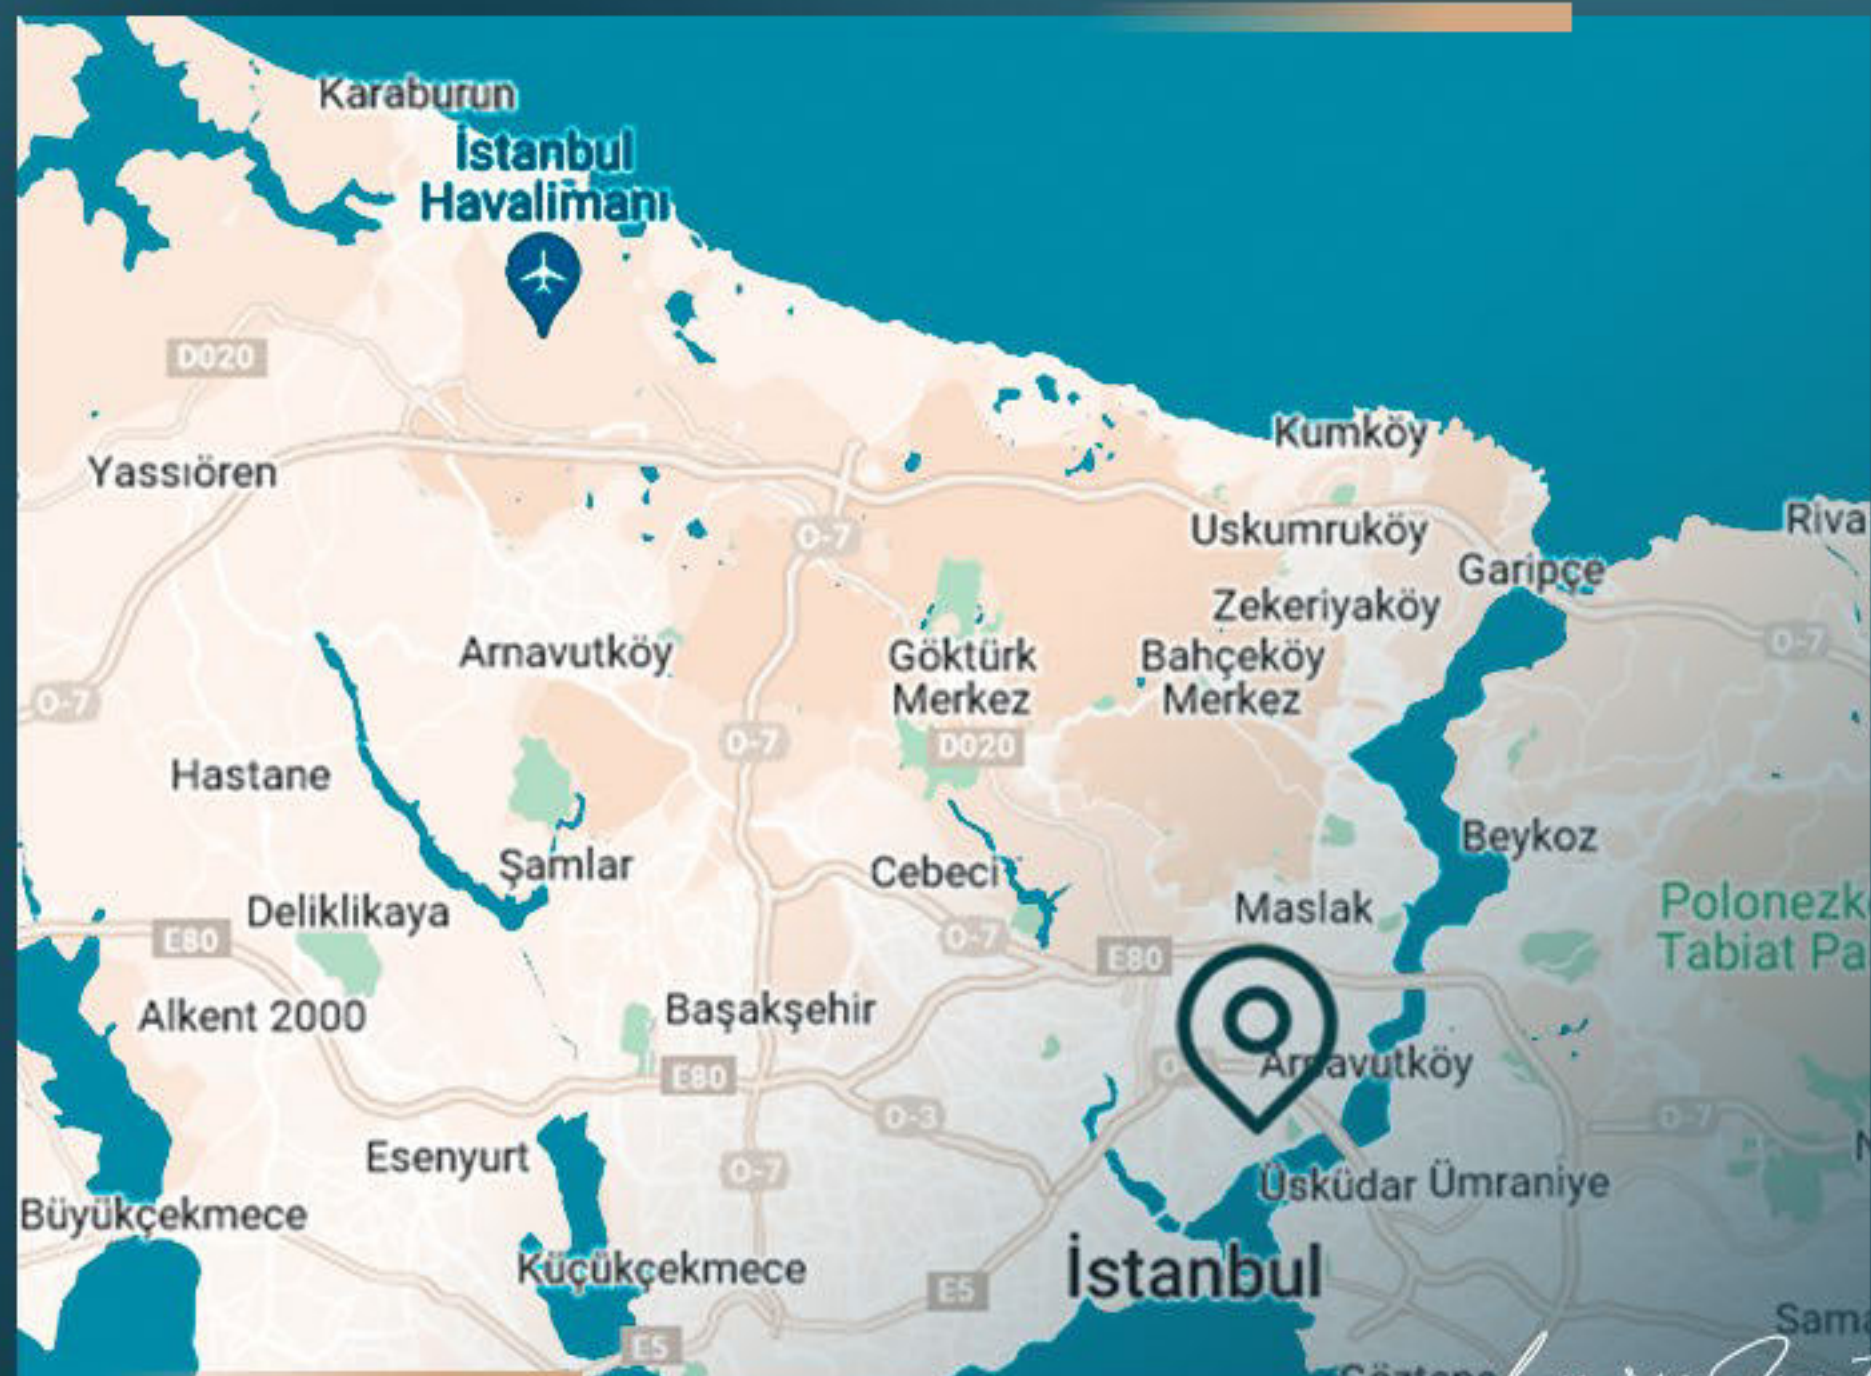 Karaburun
İstanbul
Havalimanı
D020
Kumköy
Yassıören
Riva
O-7
Uskumruköy
Garipçe
Zekeriyaköy
O-7
Arnavutköy
Göktürk
Merkez
Bahçeköy
Merkez
O-7
O-7
D020
Hastane
Beykoz
Şamlar
Cebeci
Maslak
Deliklikaya
Polonezk
Tabiat Pa
E80
O-7
E80
Alkent 2000
Başakşehir
Arnavutköy
E80
O-3
O-7
Esenyurt
O-7
Üsküdar
Ümraniye
Büyükçekmece
Küçükçekmece
İstanbul
E5
Sama
E5